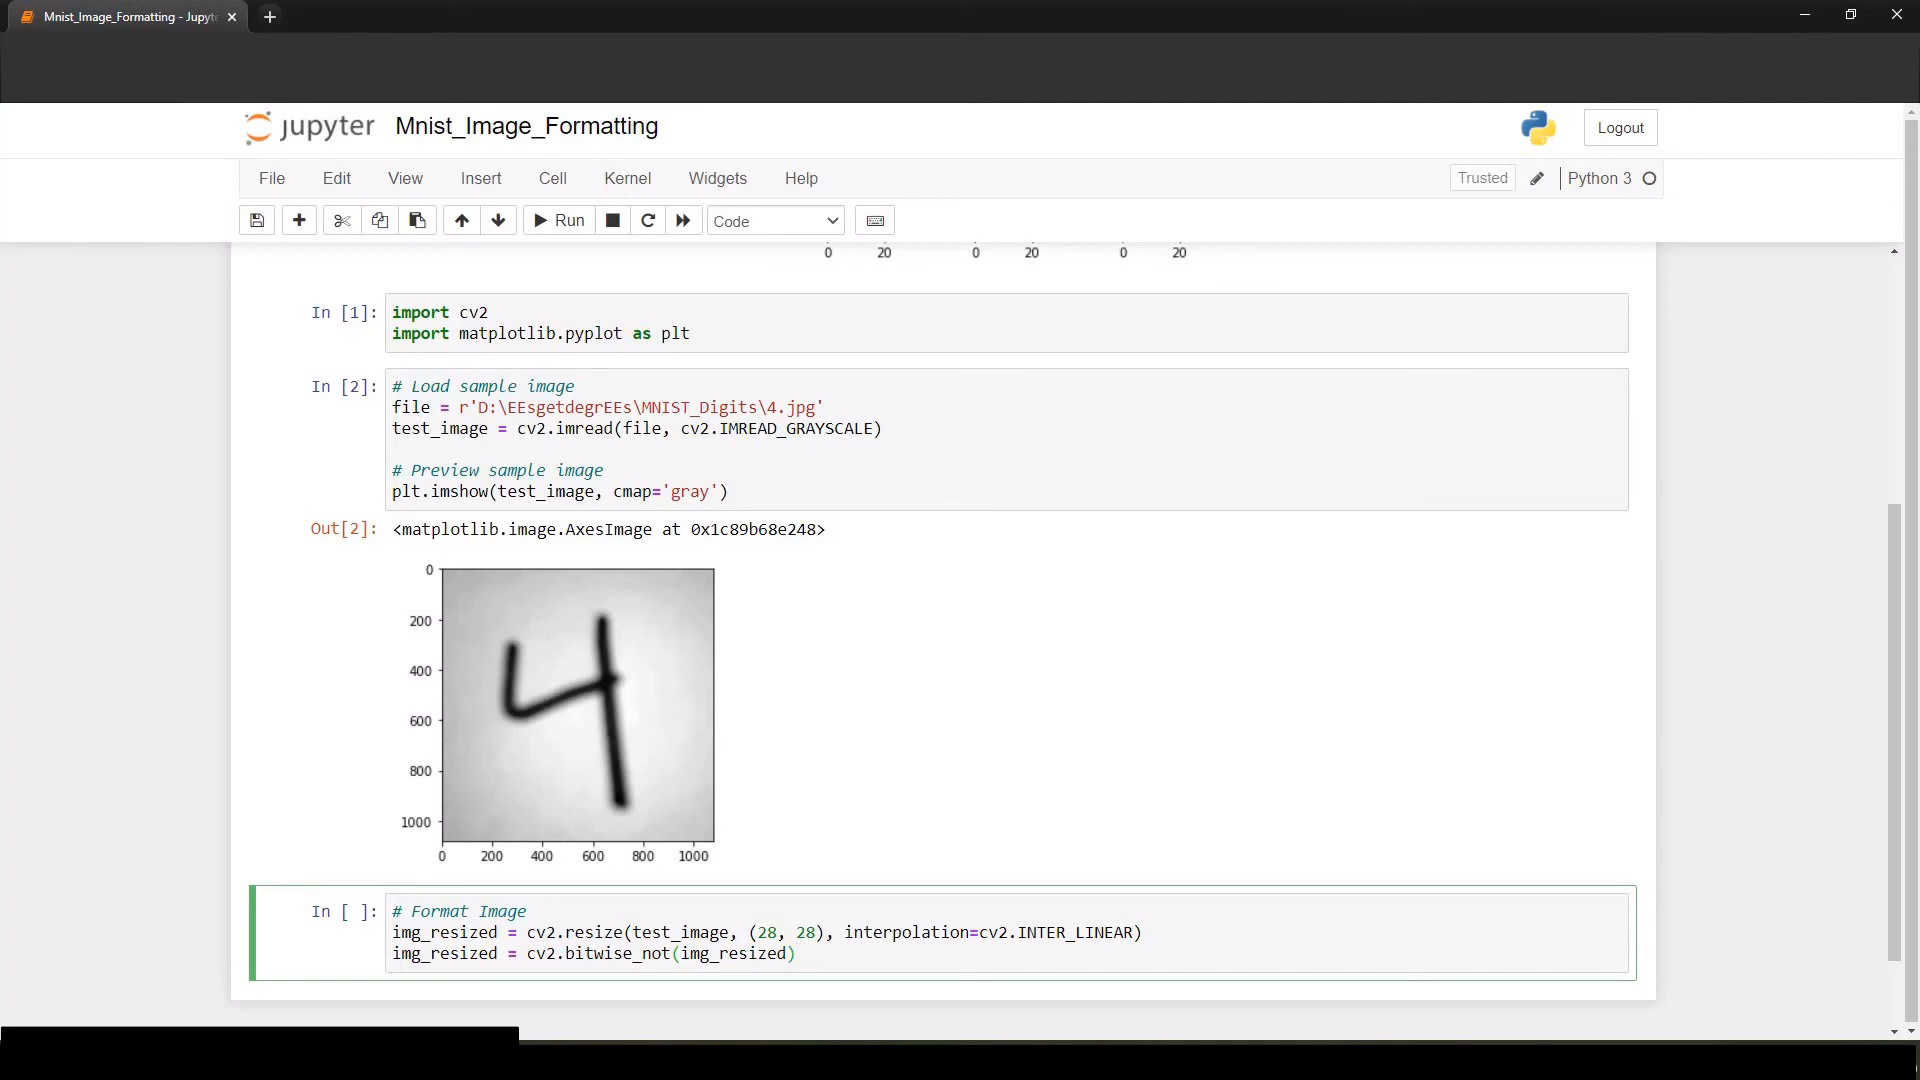 Mnist_Image_Formatting - Jupyte
jupyter Mnist_Image_Formatting
Logout
File Edit View Insert Cell Kernel Widgets Help
Trusted Python 3
Run Code
0 20 0 20 0 20
In [1]: import cv2
import matplotlib.pyplot as plt
In [2]: # Load sample image
file = r'D:\EEsgetdegrEEs\MNIST_Digits\4.jpg'
test_image = cv2.imread(file, cv2.IMREAD_GRAYSCALE)
# Preview sample image
plt.imshow(test_image, cmap='gray')
Out[2]: <matplotlib.image.AxesImage at 0x1c89b68e248>
0
200
400
600
800
1000
4
0 200 400 600 800 1000
In [ ]: # Format Image
img_resized = cv2.resize(test_image, (28, 28), interpolation=cv2.INTER_LINEAR)
img_resized = cv2.bitwise_not(img_resized)